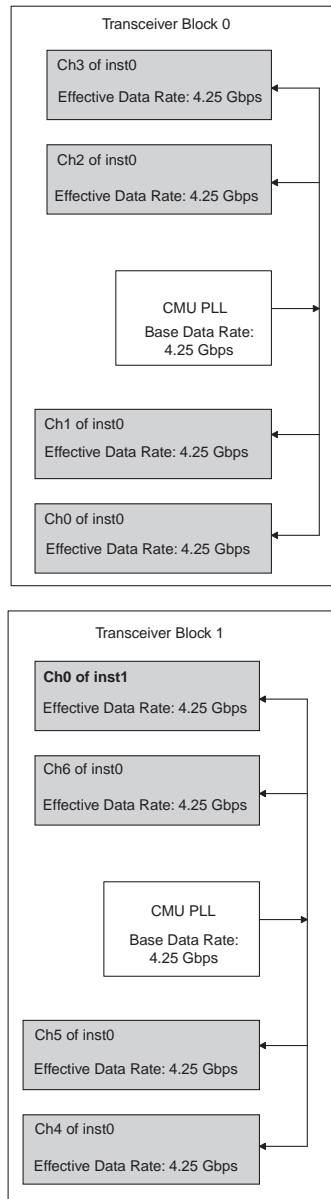 Transceiver Block 0
Ch3 of inst0
Effective Data Rate: 4.25 Gbps
Ch2 of inst0
Effective Data Rate: 4.25 Gbps
CMU PLL
Base Data Rate:
4.25 Gbps
Ch1 of inst0
Effective Data Rate: 4.25 Gbps
Ch0 of inst0
Effective Data Rate: 4.25 Gbps
Transceiver Block 1
Ch0 of inst1
Effective Data Rate: 4.25 Gbps
Ch6 of inst0
Effective Data Rate: 4.25 Gbps
CMU PLL
Base Data Rate:
4.25 Gbps
Ch5 of inst0
Effective Data Rate: 4.25 Gbps
Ch4 of inst0
Effective Data Rate: 4.25 Gbps